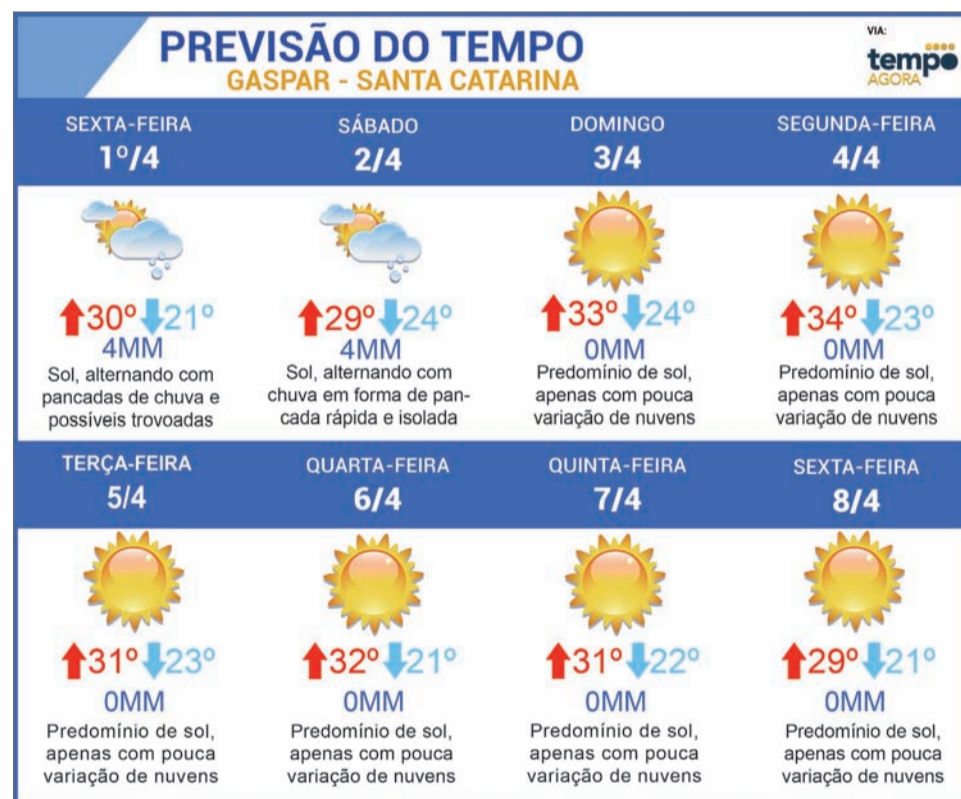 PREVISÃO DO TEMPO
GASPAR - SANTA CATARINA
VIA:
tempo
AGORA
SEXTA-FEIRA
1º/4
30º 21º
4MM
Sol, alternando com
pancadas de chuva e
possíveis trovoadas
SÁBADO
2/4
29º 24º
4MM
Sol, alternando com
chuva em forma de pan-
cada rápida e isolada
DOMINGO
3/4
33º 24º
0MM
Predomínio de sol,
apenas com pouca
variação de nuvens
SEGUNDA-FEIRA
4/4
34º 23º
0MM
Predomínio de sol,
apenas com pouca
variação de nuvens
TERÇA-FEIRA
5/4
31º 23º
0MM
Predomínio de sol,
apenas com pouca
variação de nuvens
QUARTA-FEIRA
6/4
32º 21º
0MM
Predomínio de sol,
apenas com pouca
variação de nuvens
QUINTA-FEIRA
7/4
31º 22º
0MM
Predomínio de sol,
apenas com pouca
variação de nuvens
SEXTA-FEIRA
8/4
29º 21º
0MM
Predomínio de sol,
apenas com pouca
variação de nuvens